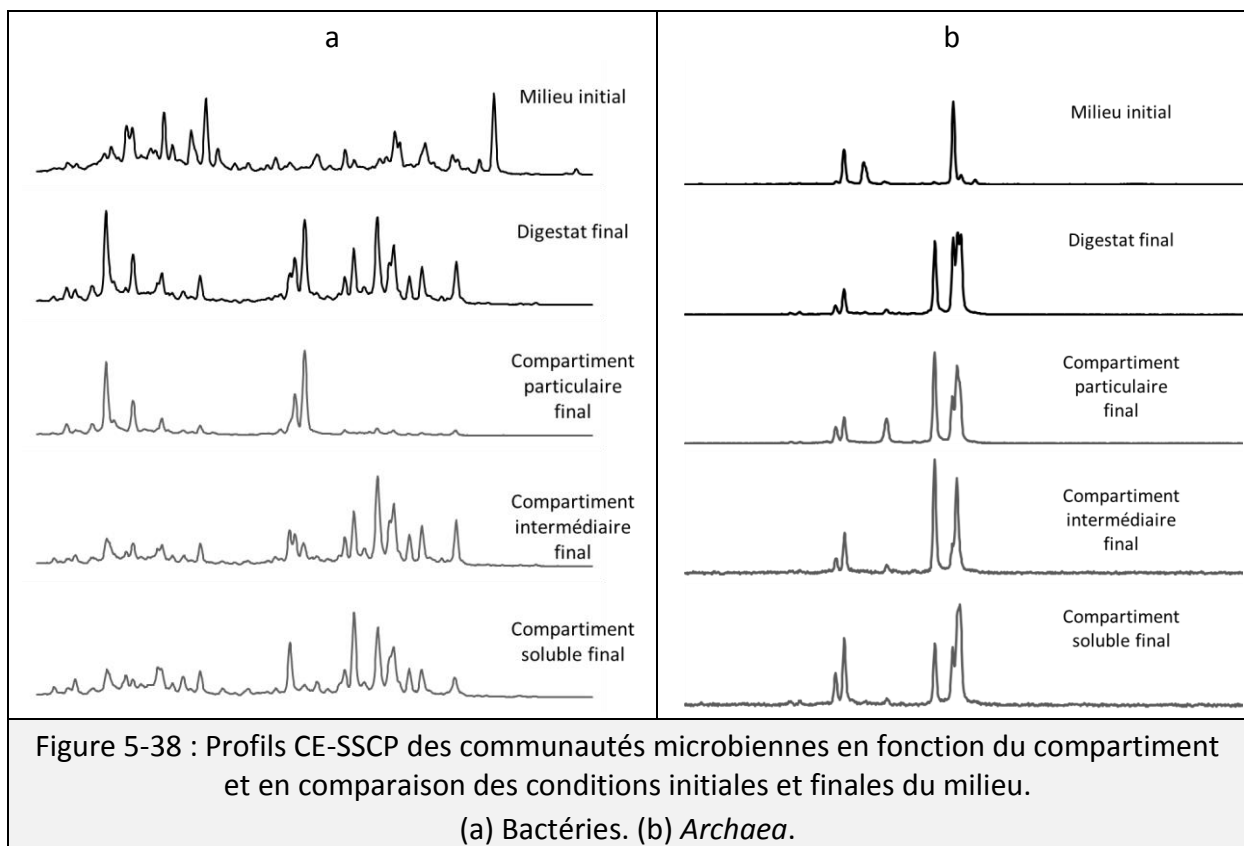 a
Milieu initial
Digestat final
Compartiment
particulaire
final
Compartiment
intermédiaire
final
Compartiment
soluble final
b
Milieu initial
Digestat final
Compartiment
particulaire
final
Compartiment
intermédiaire
final
Compartiment
soluble final
Figure 5-38 : Profils CE-SSCP des communautés microbiennes en fonction du compartiment
et en comparaison des conditions initiales et finales du milieu.
(a) Bactéries. (b) Archaea.